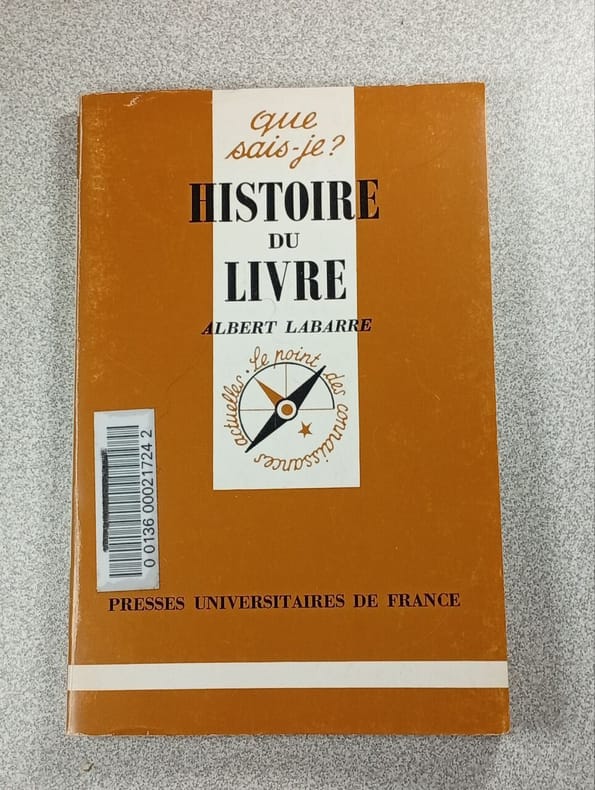 que
sais-je?
HISTOIRE
DU
LIVRE
ALBERT LABARRE
Le point des connaissances actuelles.
0 0136 00021724 2
PRESSES UNIVERSITAIRES DE FRANCE